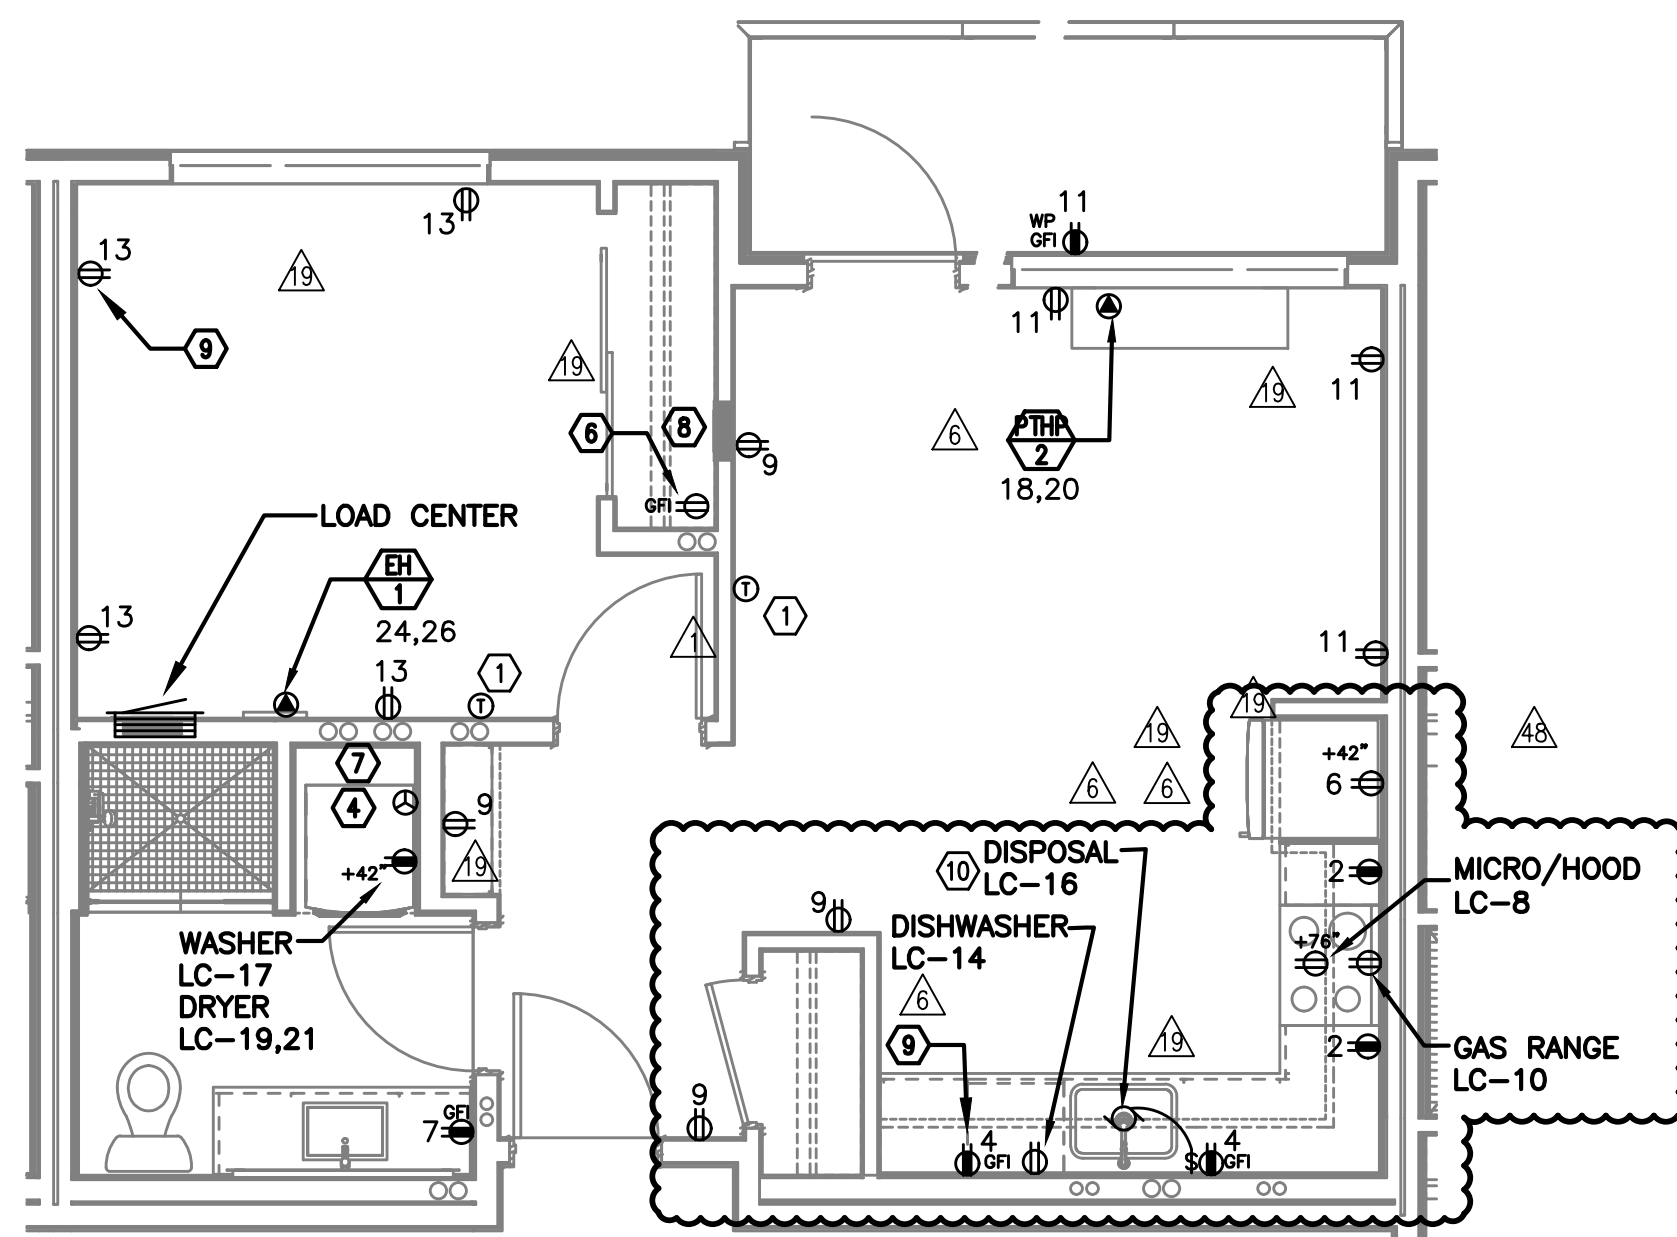 11
WP
GFI
13
13
19
11
11
9
19
19
6
8
6
PTHP
2
9
18,20
GFI
LOAD CENTER
EH
1
T
1
13
24,26
1
11
13
1
T
19
19
48
7
+42"
6
6
6
4
9
DISPOSAL
LC-16
10
19
+42"
2
MICRO/HOOD
LC-8
9
DISHWASHER
LC-14
WASHER
LC-17
DRYER
LC-19,21
+76"
6
19
9
2
GAS RANGE
LC-10
9
GFI
7
4
GFI
S
4
GFI